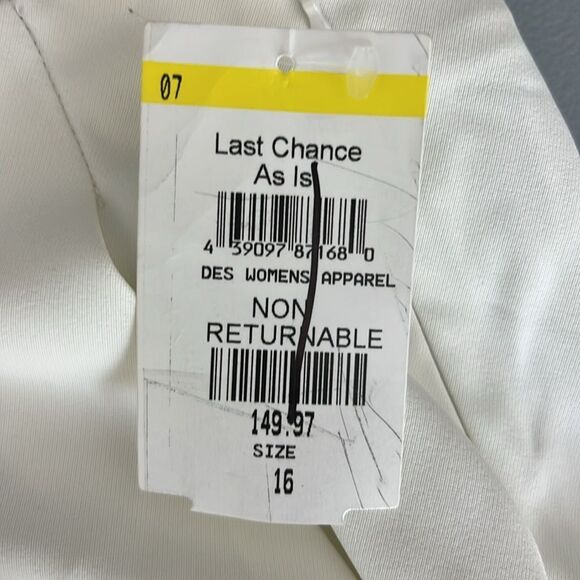 07
Last Chance
As Is
4 39097 87168 0
DES WOMENS APPAREL
NON
RETURNABLE
149.97
SIZE
16